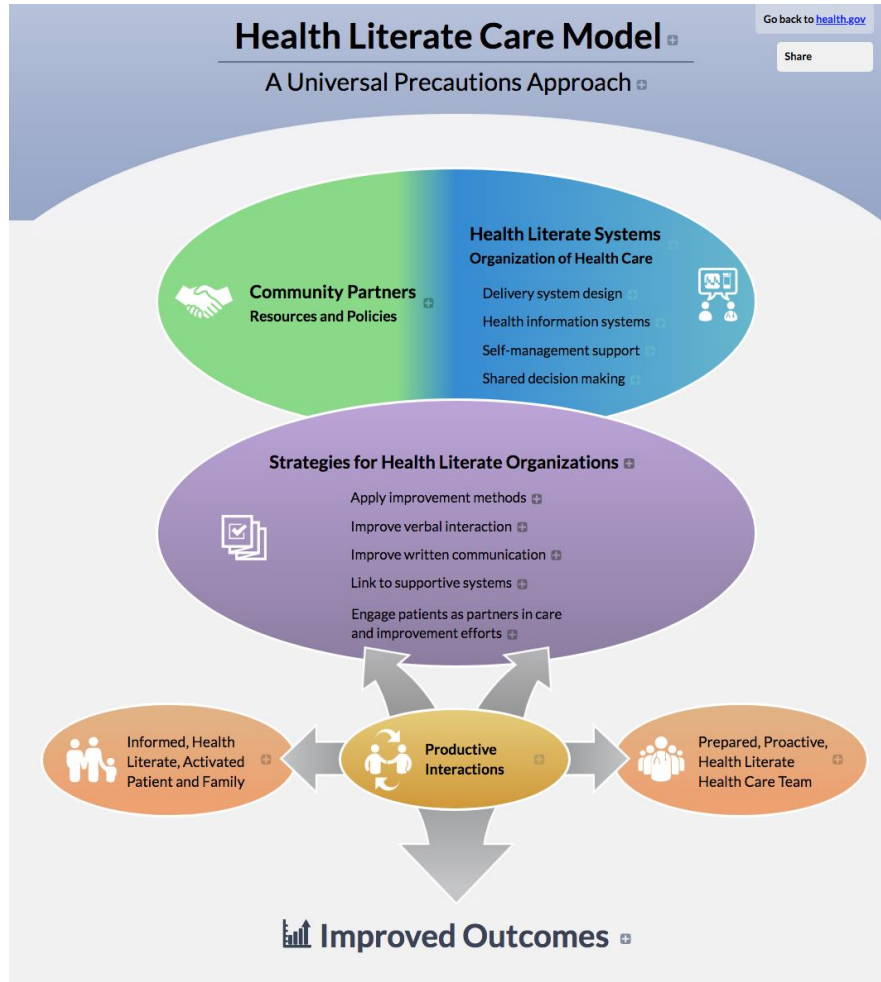 Health Literate Care Model
Go back to health.gov
Share
A Universal Precautions Approach
Community Partners
Resources and Policies
Health Literate Systems
Organization of Health Care
Delivery system design
Health information systems
Self-management support
Shared decision making
Strategies for Health Literate Organizations
Apply improvement methods
Improve verbal interaction
Improve written communication
Link to supportive systems
Engage patients as partners in care
and improvement efforts
Informed, Health
Literate, Activated
Patient and Family
Productive
Interactions
Prepared, Proactive,
Health Literate
Health Care Team
Improved Outcomes